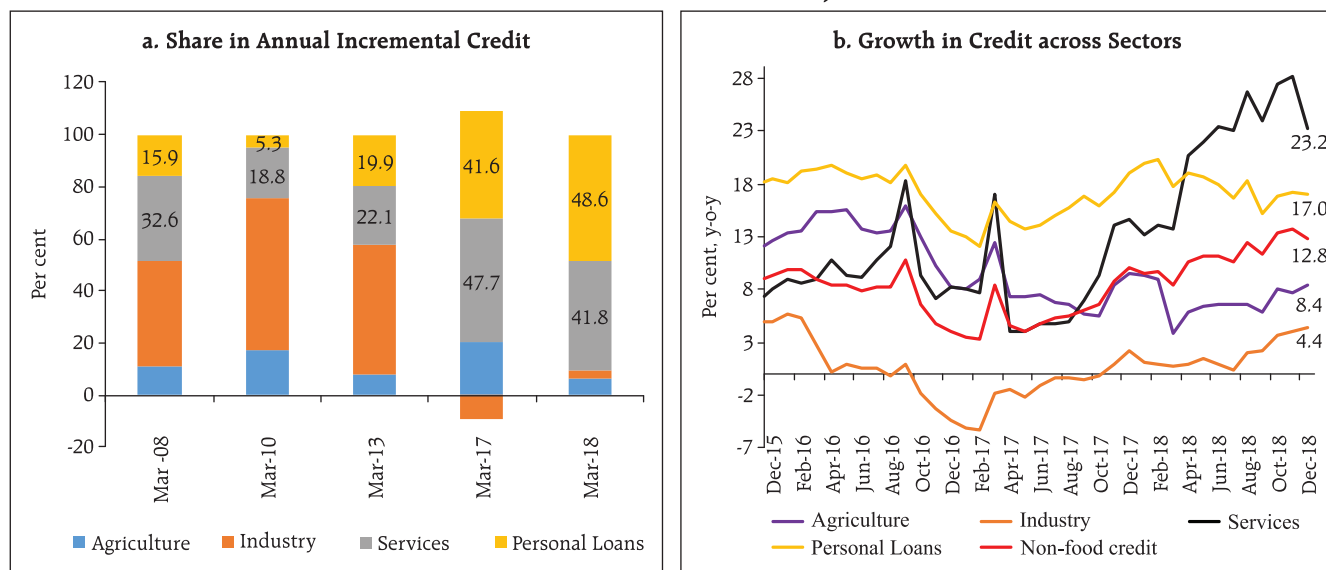 a. Share in Annual Incremental Credit
Per cent
120
100
80
60
40
20
0
-20
15.9
32.6
5.3
18.8
19.9
22.1
41.6
47.7
48.6
41.8
Mar -08
Mar-10
Mar-13
Mar-17
Mar-18
Agriculture Industry Services Personal Loans
b. Growth in Credit across Sectors
Per cent, y-o-y
28
23
18
13
8
3
-2
-7
23.2
17.0
12.8
8.4
4.4
Dec-15
Feb-16
Apr-16
Jun-16
Aug-16
Oct-16
Dec-16
Feb-17
Apr-17
Jun-17
Aug-17
Oct-17
Dec-17
Feb-18
Apr-18
Jun-18
Aug-18
Oct-18
Dec-18
Agriculture Industry Services
Personal Loans Non-food credit